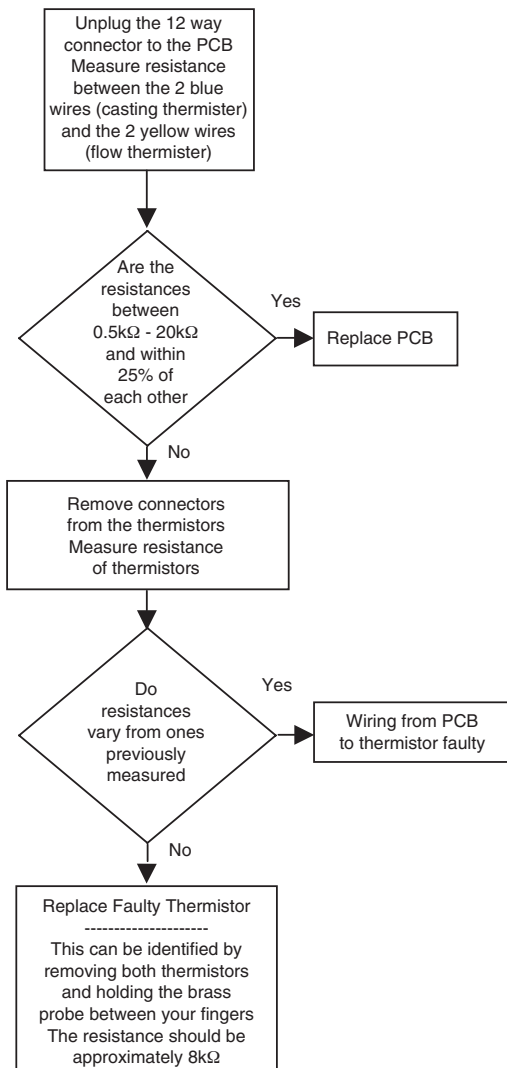 Unplug the 12 way
connector to the PCB
Measure resistance
between the 2 blue
wires (casting thermister)
and the 2 yellow wires
(flow thermister)
Are the
resistances
between
0.5kΩ - 20kΩ
and within
25% of
each other
Yes
Replace PCB
No
Remove connectors
from the thermistors
Measure resistance
of thermistors
Do
resistances
vary from ones
previously
measured
Yes
Wiring from PCB
to thermistor faulty
No
Replace Faulty Thermistor
---------------------
This can be identified by
removing both thermistors
and holding the brass
probe between your fingers
The resistance should be
approximately 8kΩ